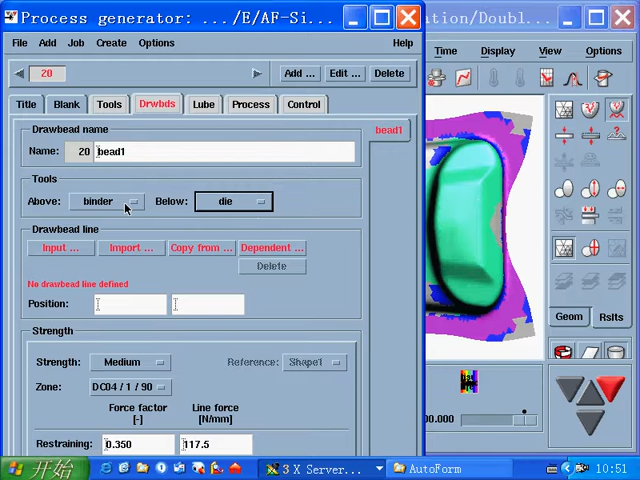 Process generator: .../E/AF-Si...
ation/Doubl...
File Add Job Create Options Help
Time Display Options
20 Add ... Edit ... Delete
Title Blank Tools Drwbds Lube Process Control
Drawbead name bead1
Name: 20 bead1
Tools
Above: binder Below: die
Drawbead line
Input ... Import ... Copy from ... Dependent ...
Delete
No drawbead line defined
Position:
Geom Rslts
Strength
Strength: Medium Reference: Shape1
Zone: DC04 / 1 / 90
Force factor Line force
[-] [N/mm]
00.000
Restraining: 0.350 117.5
开始 3 X Server... AutoForm 10:51